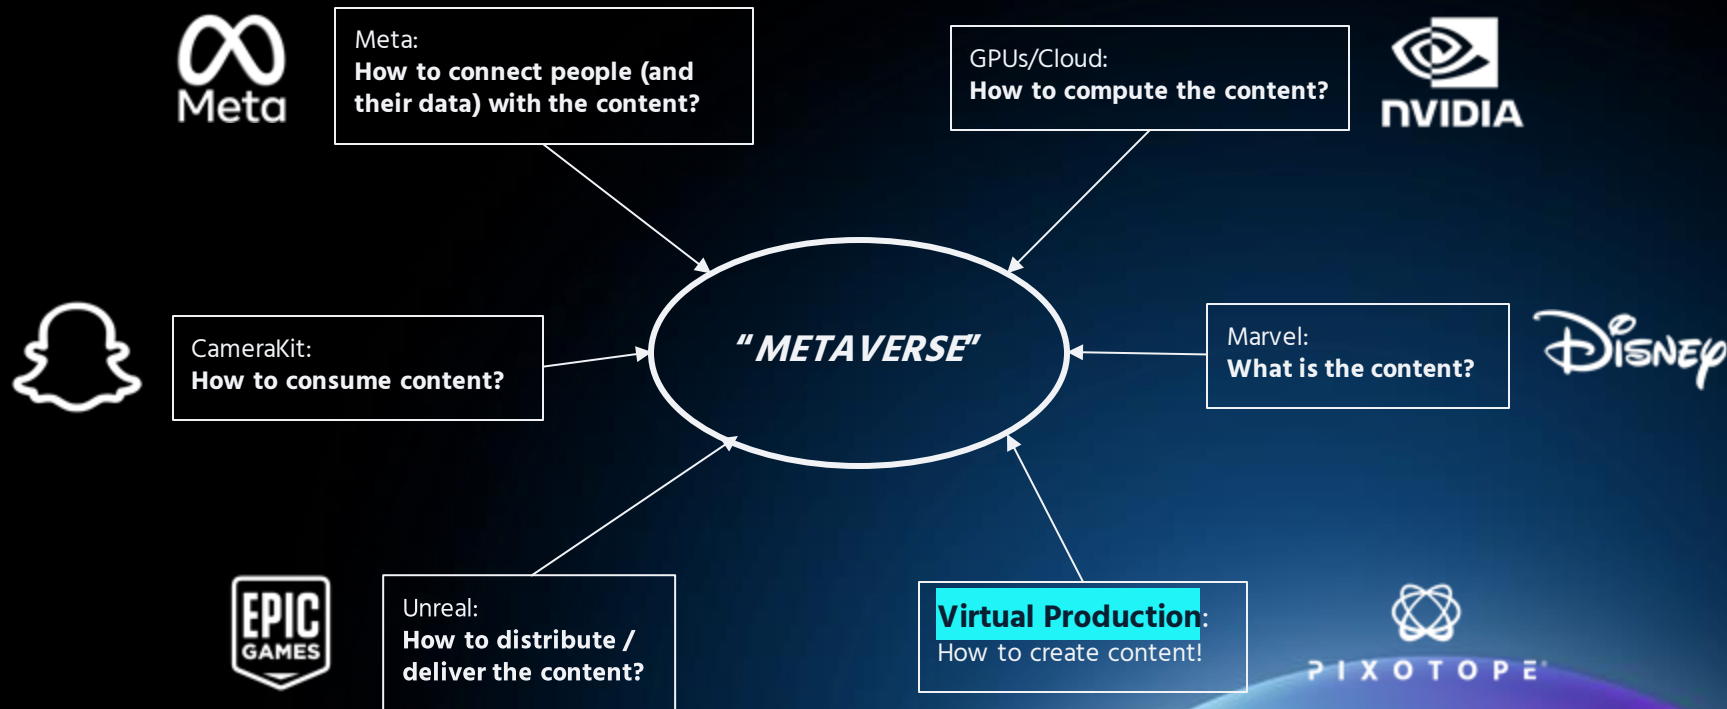 Meta
Meta:
How to connect people (and
their data) with the content?
GPUs/Cloud:
How to compute the content?
NVIDIA
CameraKit:
How to consume content?
“METAVERSE”
Marvel:
What is the content?
DISNEY
EPIC
GAMES
Unreal:
How to distribute /
deliver the content?
Virtual Production:
How to create content!
PIXOTOPE